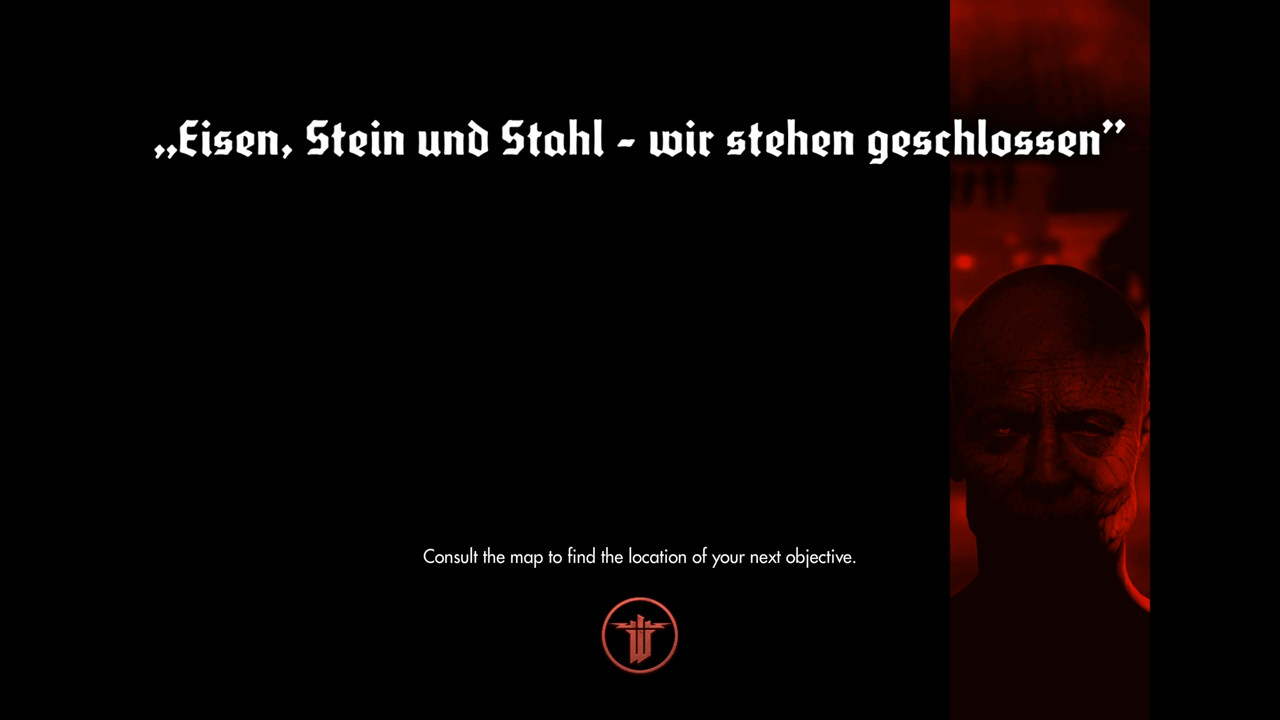 „Eisen, Stein und Stahl - wir stehen geschlossen”
Consult the map to find the location of your next objective.